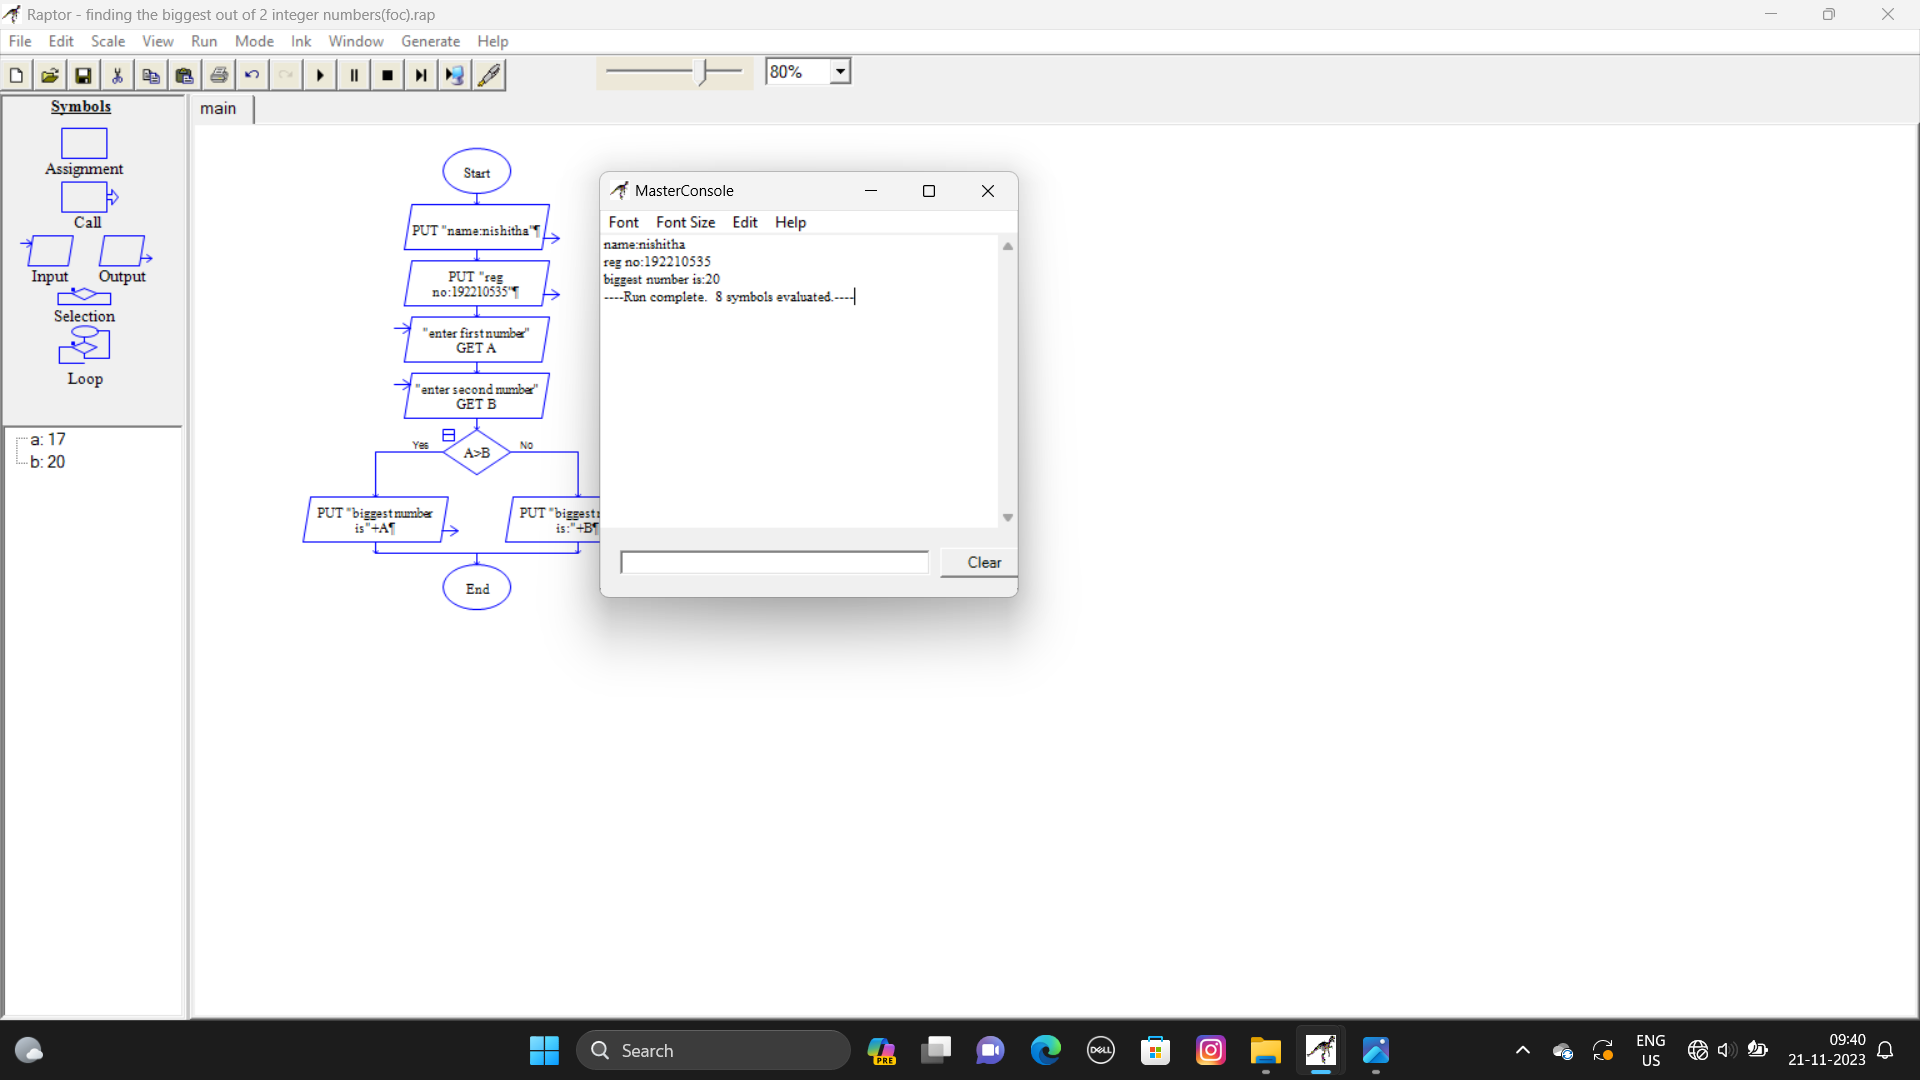 Raptor - finding the biggest out of 2 integer numbers(foc).rap
File Edit Scale View Run Mode Ink Window Generate Help
80%
Symbols
Assignment
Call
Input Output
Selection
Loop
a: 17
b: 20
main
Start
PUT "name:nishitha"¶
PUT "reg
no:192210535"¶
"enter first number"
GET A
"enter second number"
GET B
Yes
A>B
No
PUT "biggest number
is"+A¶
PUT "biggest
is:"+B¶
End
MasterConsole
Font Font Size Edit Help
name:nishitha
reg no:192210535
biggest number is:20
----Run complete.  8 symbols evaluated.----
Clear
Search
PRE
DELL
ENG
US
09:40
21-11-2023